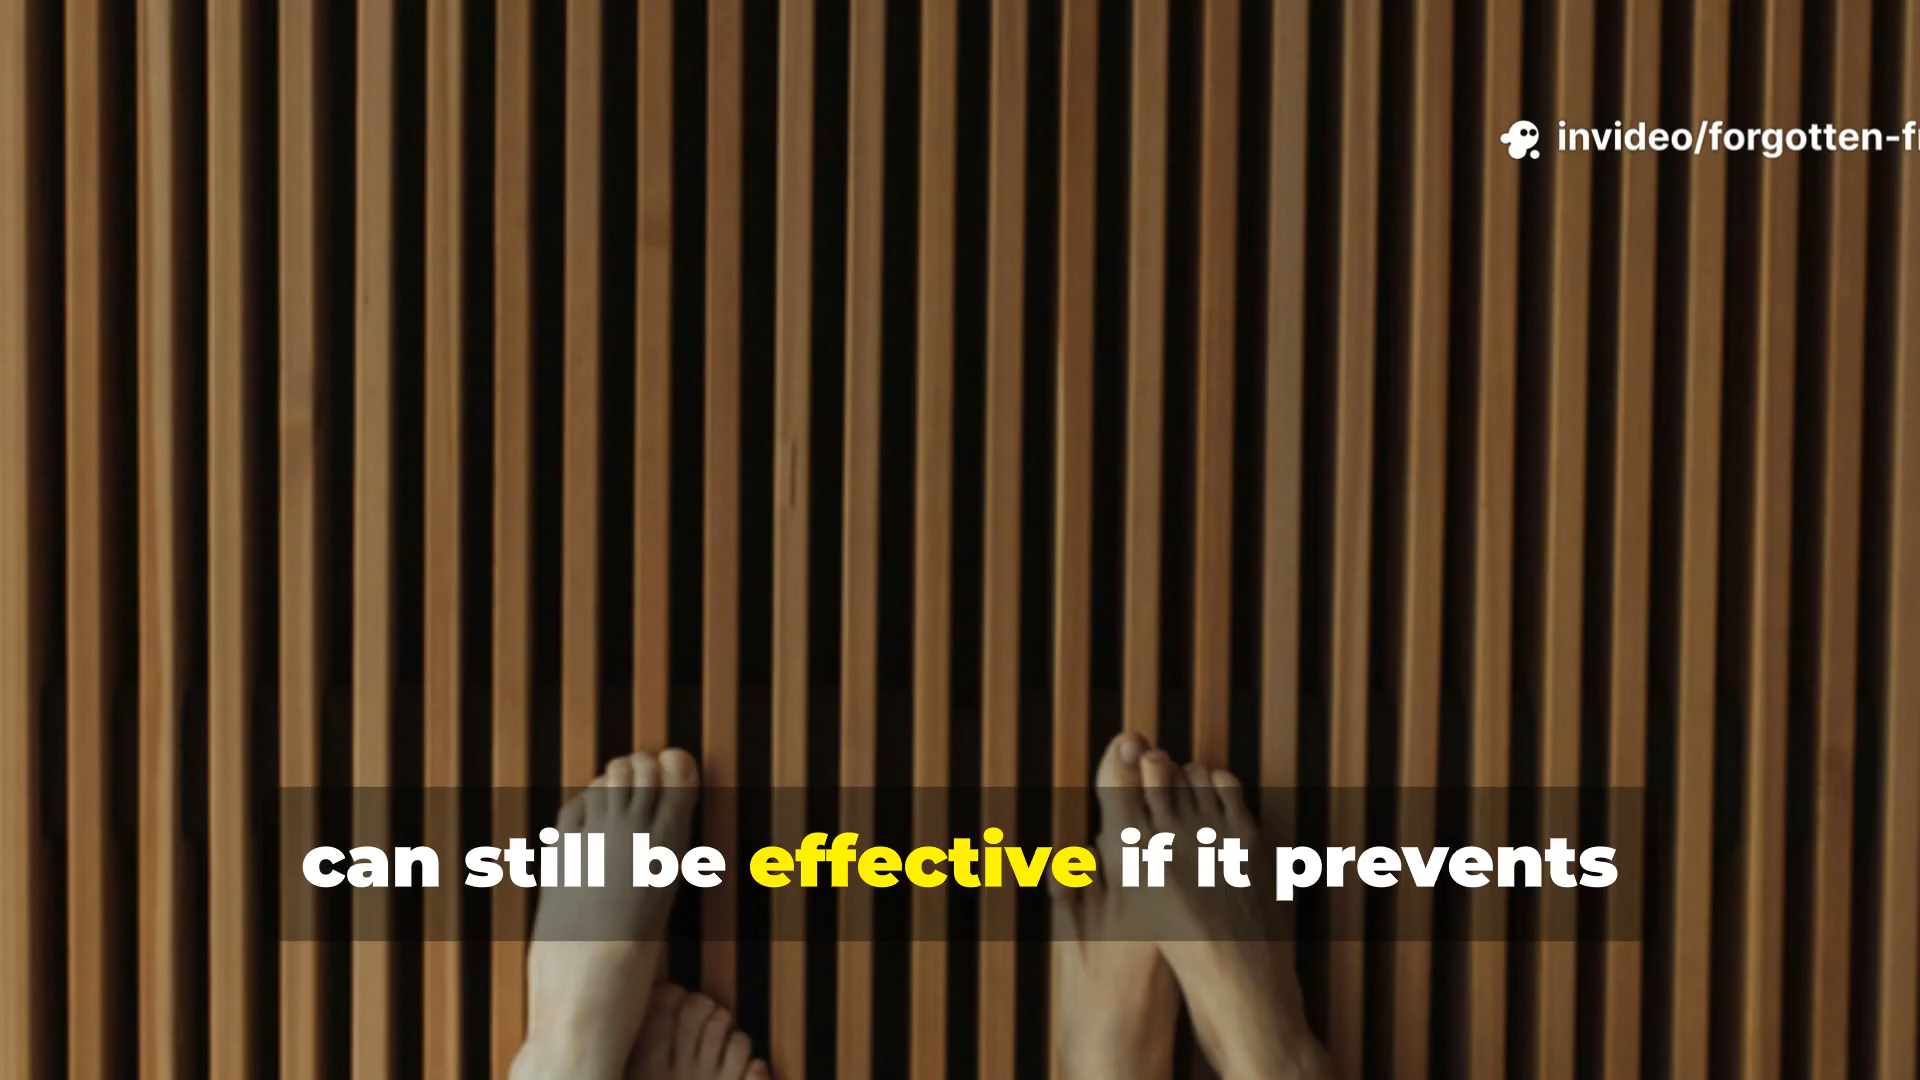 invideo/forgotten-f
can still be effective if it prevents